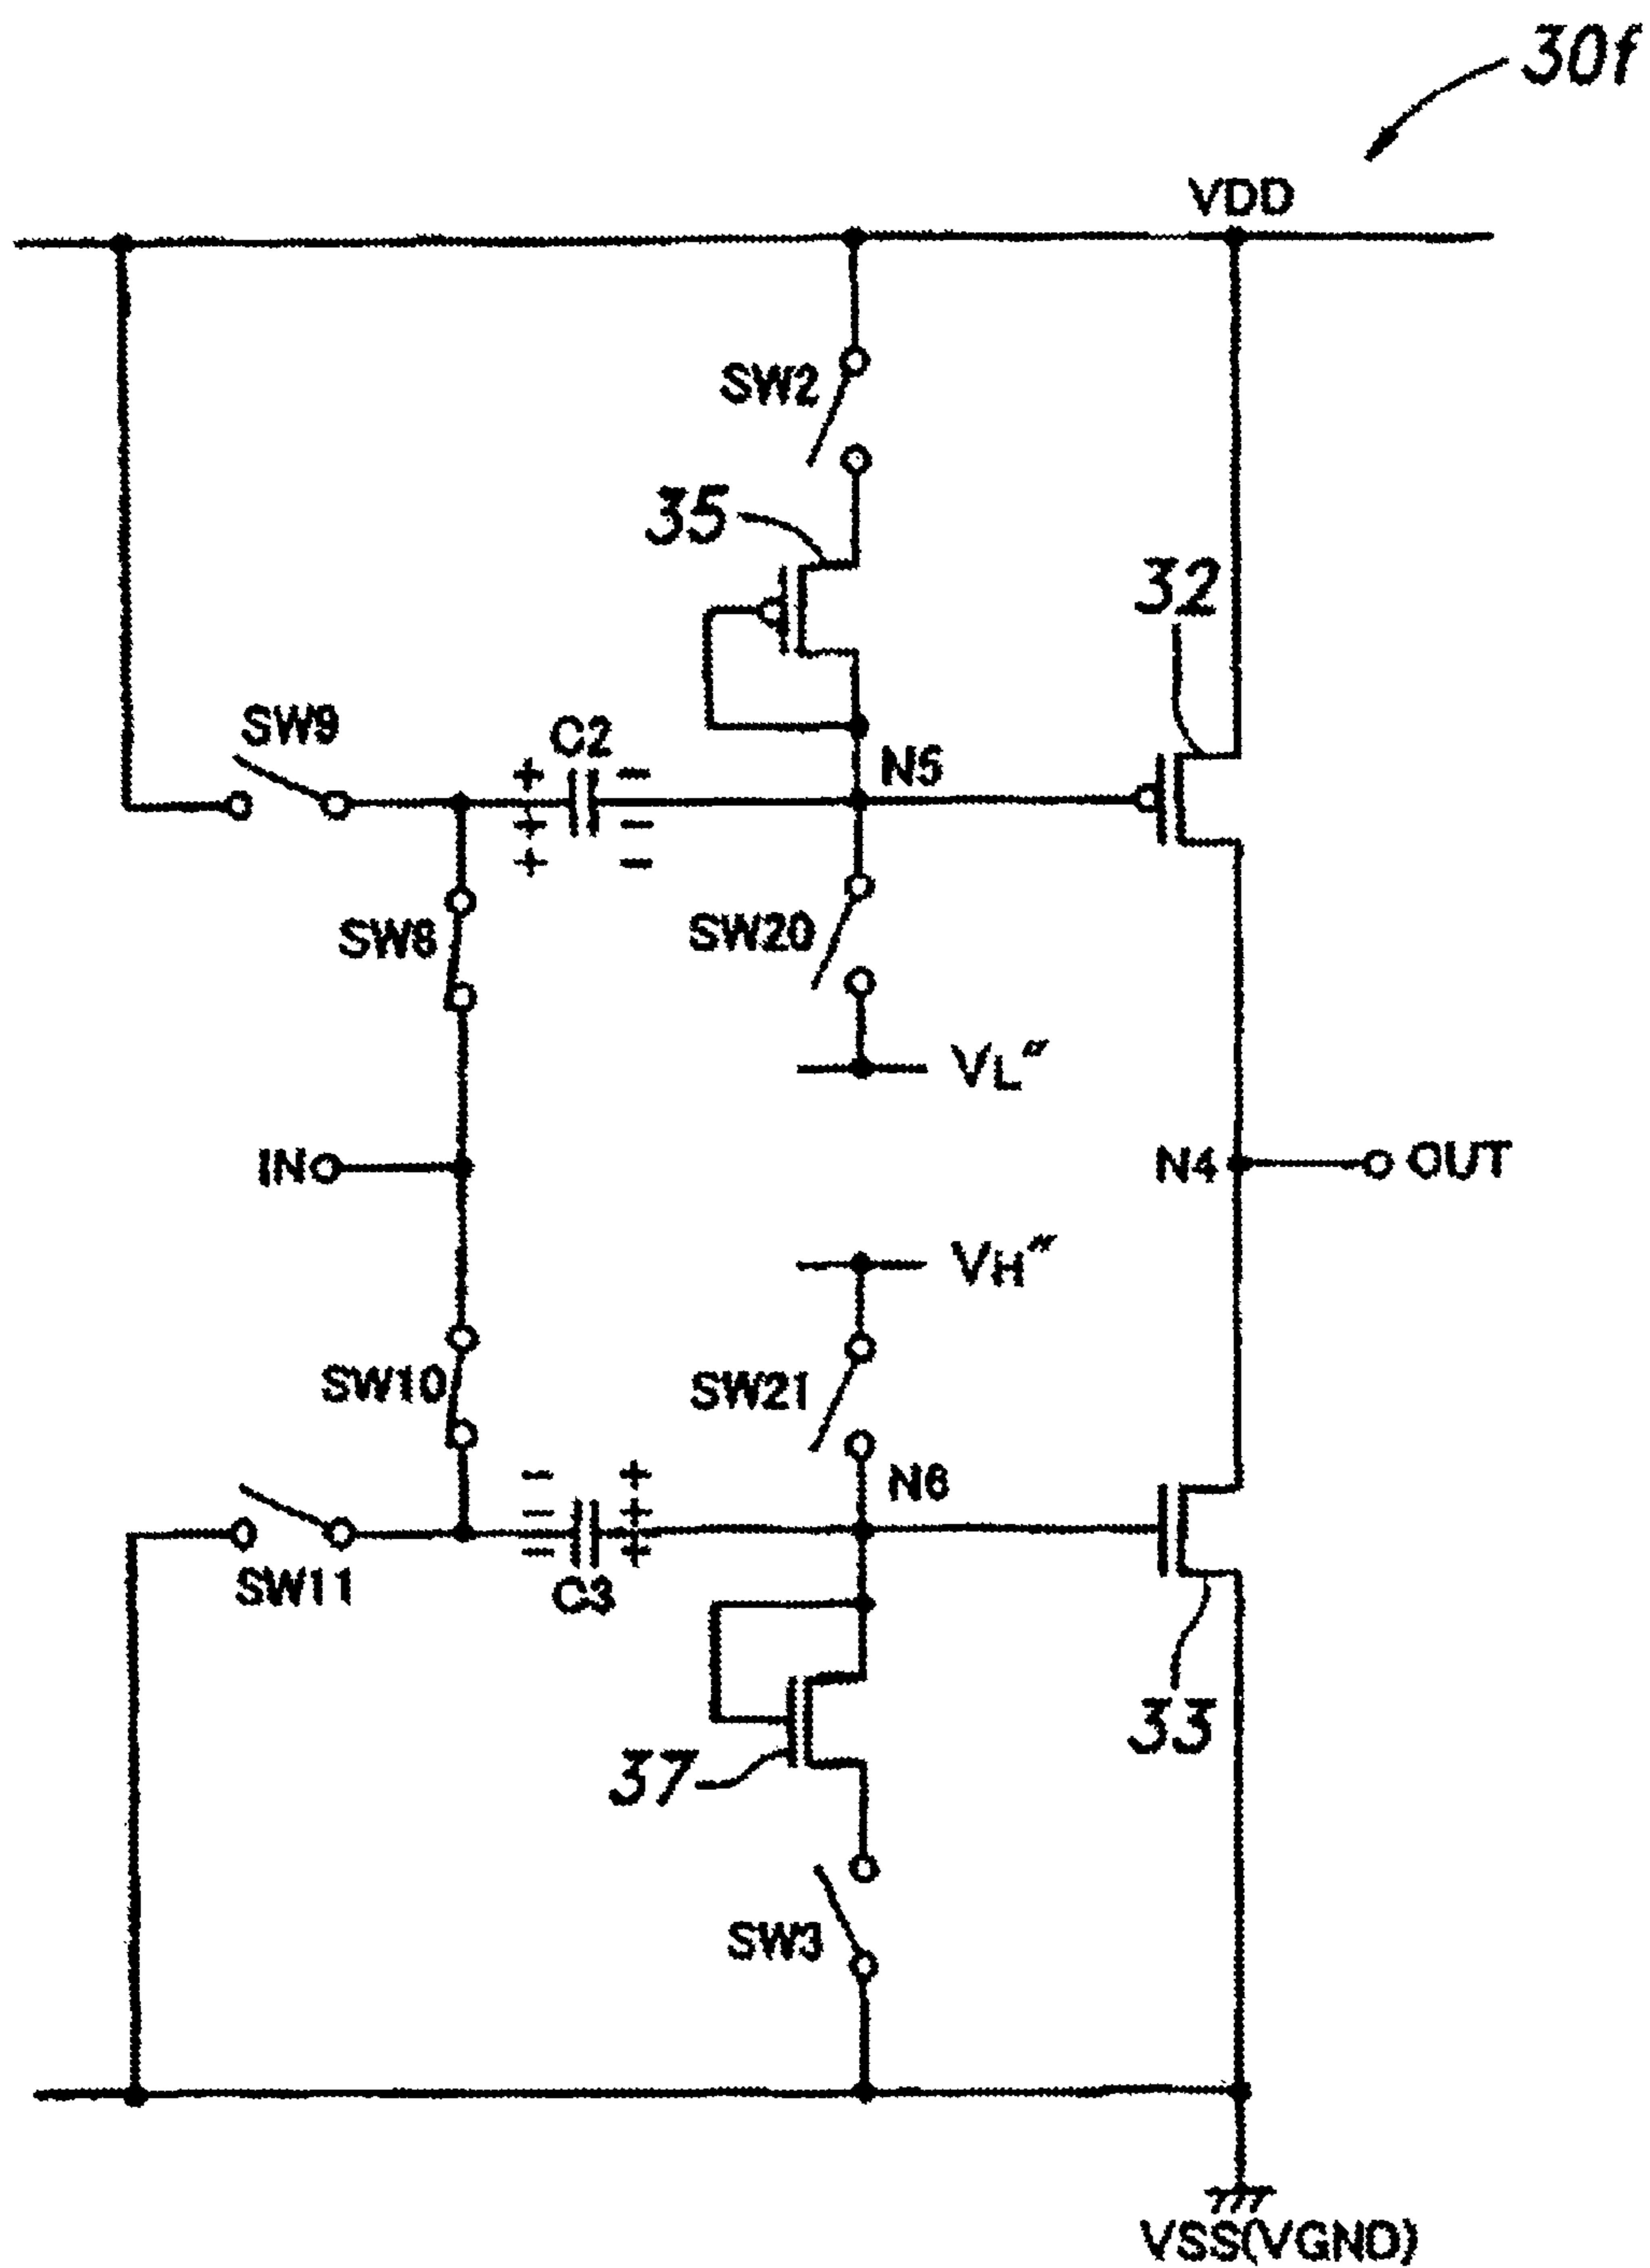 30f
VDD
SW2
35
32
SW9
C2
N5
+ −
+ −
+ −
SW8
SW20
VL″
IN
N4
OUT
VH″
SW10
SW21
N6
− +
− +
− +
SW11
C3
37
33
SW3
VSS(VGND)